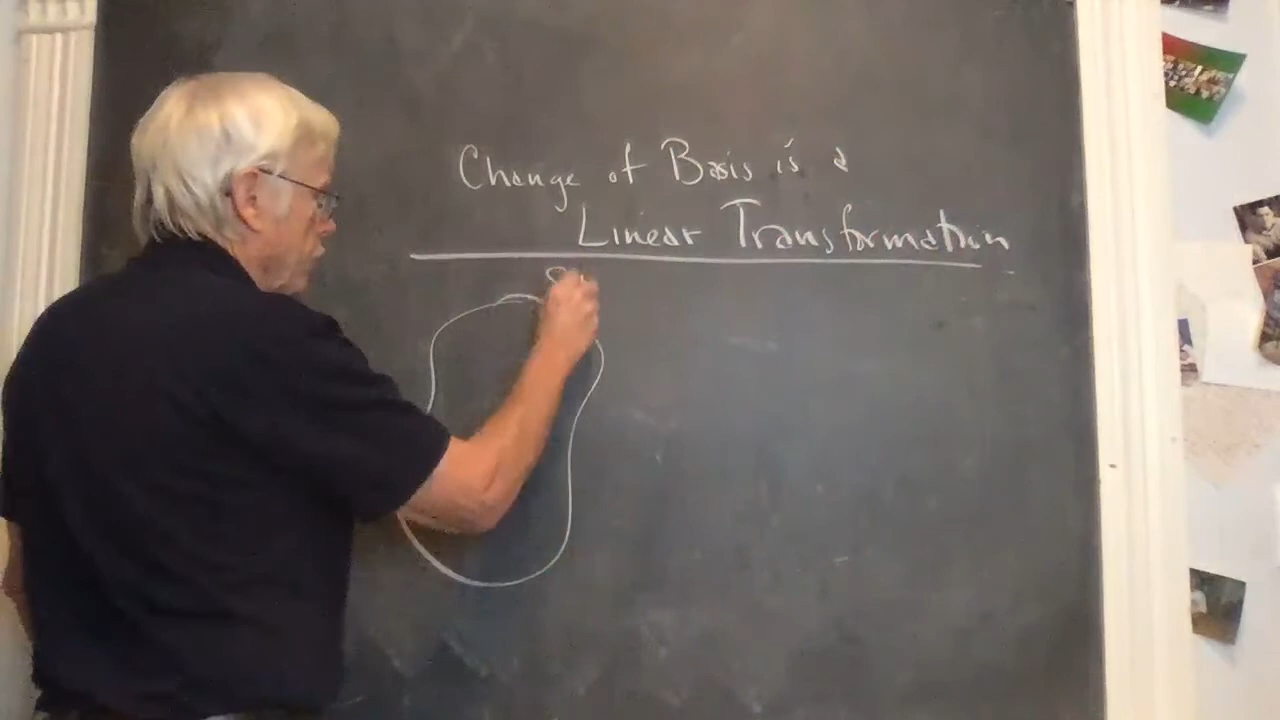 Change of Basis is a
Linear Transformation